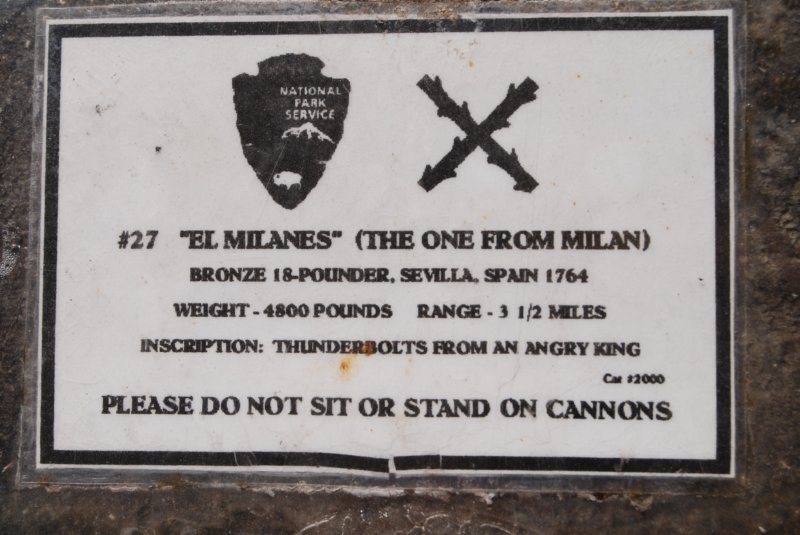 NATIONAL
PARK
SERVICE
#27 "EL MILANES" (THE ONE FROM MILAN)
BRONZE 18-POUNDER, SEVILLA, SPAIN 1764
WEIGHT - 4800 POUNDS RANGE - 3 1/2 MILES
INSCRIPTION: THUNDERBOLTS FROM AN ANGRY KING
Cat #2000
PLEASE DO NOT SIT OR STAND ON CANNONS